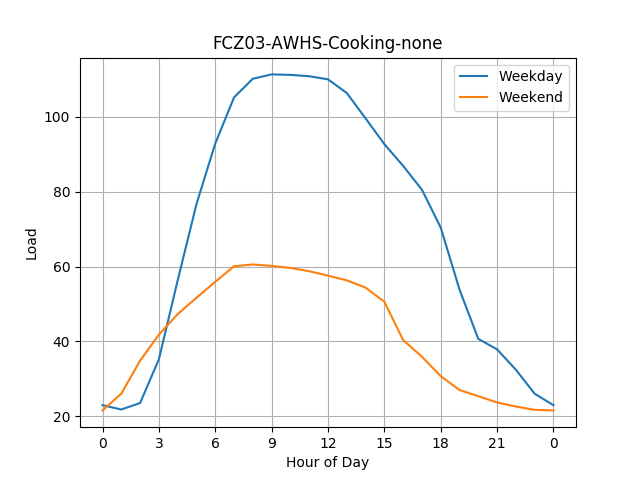 FCZ03-AWHS-Cooking-none
Weekday
Weekend
Load
100
80
60
40
20
0 3 6 9 12 15 18 21 0
Hour of Day